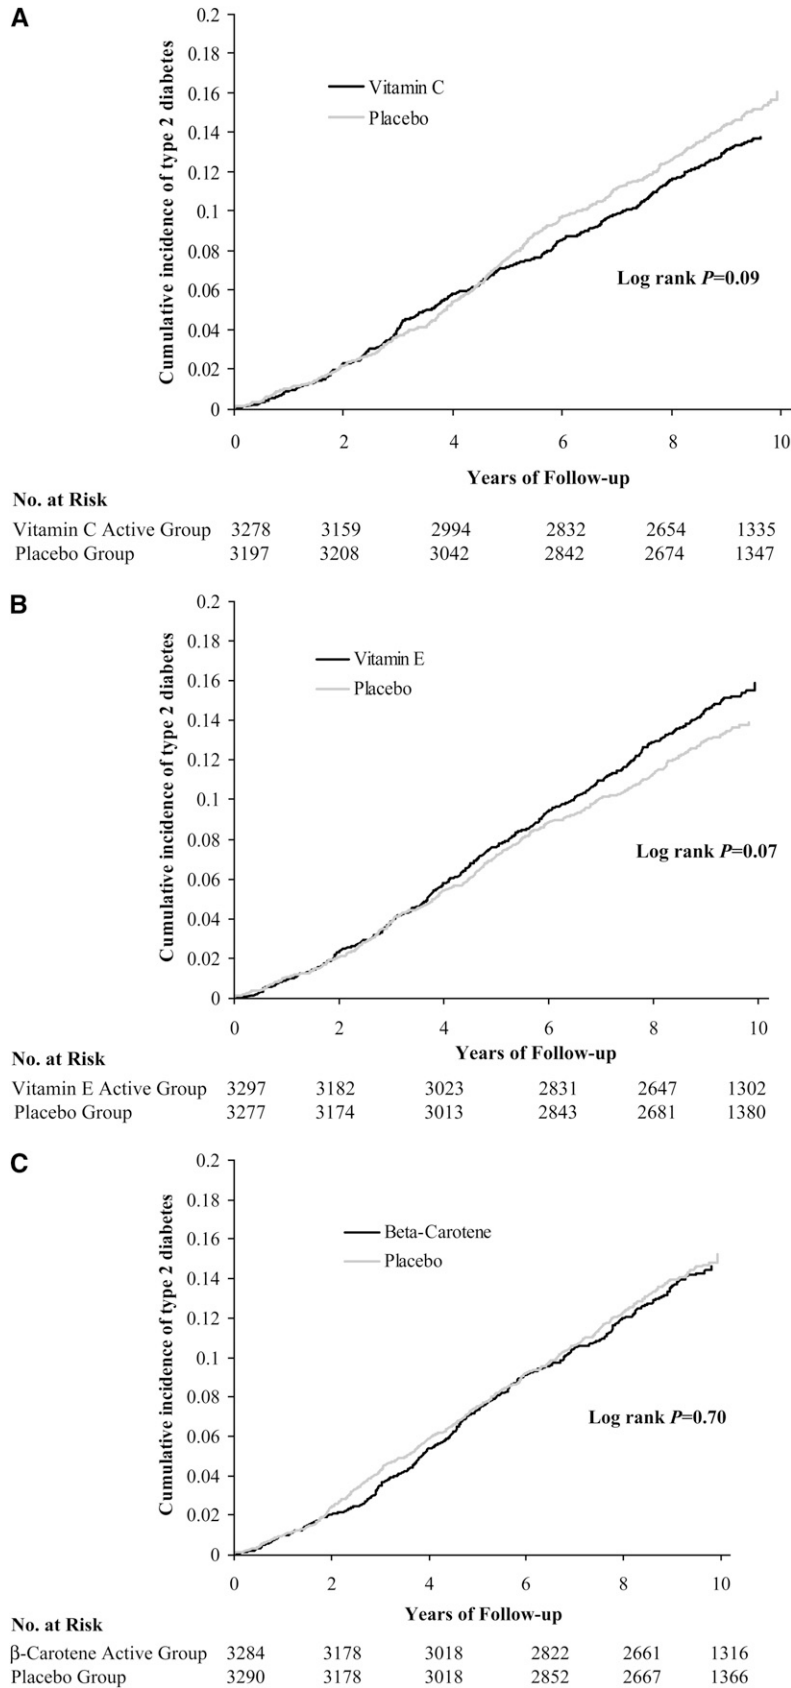 A
Cumulative incidence of type 2 diabetes
0.2
0.18
0.16
0.14
0.12
0.1
0.08
0.06
0.04
0.02
0
Vitamin C
Placebo
Log rank P=0.09
0 2 4 6 8 10
Years of Follow-up
No. at Risk
Vitamin C Active Group 3278 3159 2994 2832 2654 1335
Placebo Group 3197 3208 3042 2842 2674 1347
B
Cumulative incidence of type 2 diabetes
0.2
0.18
0.16
0.14
0.12
0.1
0.08
0.06
0.04
0.02
0
Vitamin E
Placebo
Log rank P=0.07
0 2 4 6 8 10
Years of Follow-up
No. at Risk
Vitamin E Active Group 3297 3182 3023 2831 2647 1302
Placebo Group 3277 3174 3013 2843 2681 1380
C
Cumulative incidence of type 2 diabetes
0.2
0.18
0.16
0.14
0.12
0.1
0.08
0.06
0.04
0.02
0
Beta-Carotene
Placebo
Log rank P=0.70
0 2 4 6 8 10
Years of Follow-up
No. at Risk
β-Carotene Active Group 3284 3178 3018 2822 2661 1316
Placebo Group 3290 3178 3018 2852 2667 1366